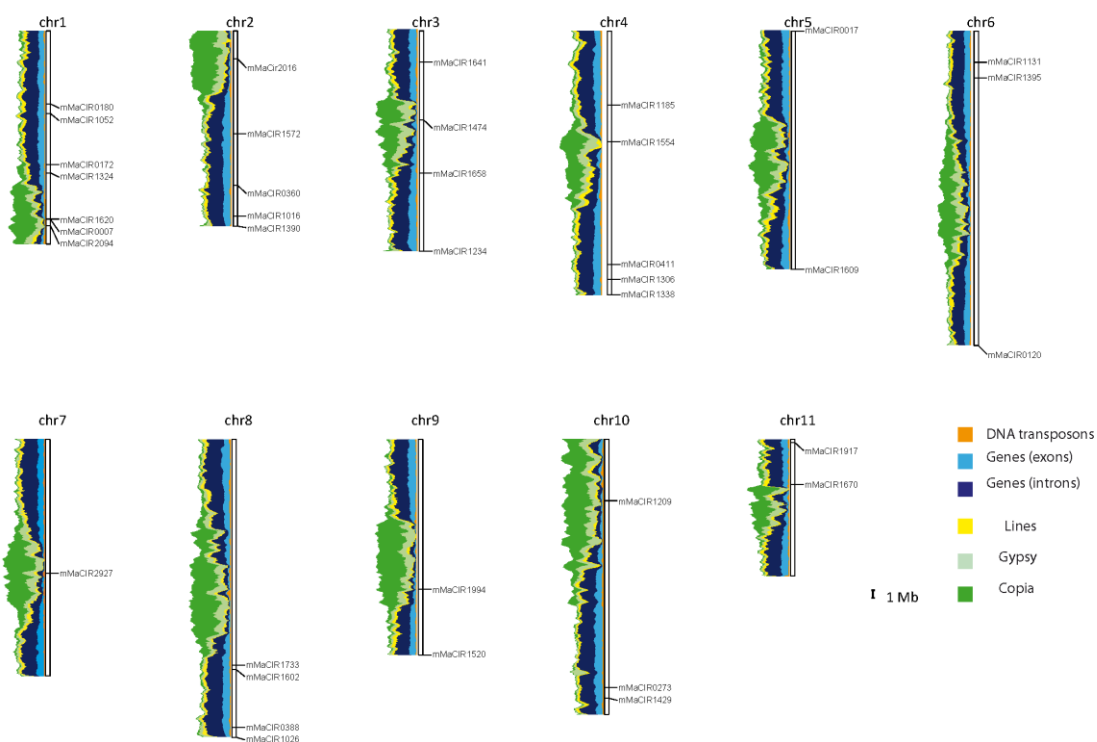 chr1
mMaCIR0180
mMaCIR1052
mMaCIR0172
mMaCIR1324
mMaCIR1620
mMaCIR0007
mMaCIR2094
chr2
mMaCir2016
mMaCIR1572
mMaCIR0360
mMaCIR1016
mMaCIR1390
chr3
mMaCIR1641
mMaCIR1474
mMaCIR1658
mMaCIR1234
chr4
mMaCIR1185
mMaCIR1554
mMaCIR0411
mMaCIR1306
mMaCIR1338
chr5
mMaCIR0017
mMaCIR1609
chr6
mMaCIR1131
mMaCIR1395
mMaCIR0120
chr7
mMaCIR2927
chr8
mMaCIR1733
mMaCIR1602
mMaCIR0388
mMaCIR1026
chr9
mMaCIR1994
mMaCIR1520
chr10
mMaCIR1209
mMaCIR0273
mMaCIR1429
chr11
mMaCIR1917
mMaCIR1670
DNA transposons
Genes (exons)
Genes (introns)
Lines
Gypsy
Copia
1 Mb